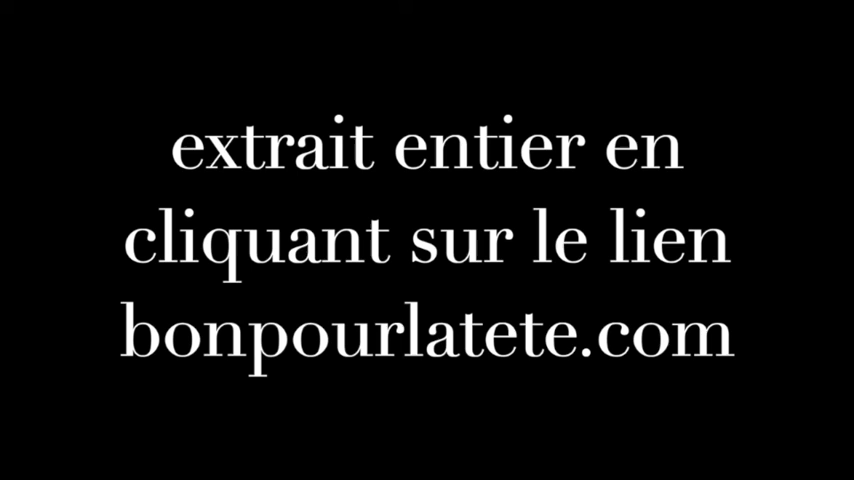 extrait entier en
cliquant sur le lien
bonpourlatete.com